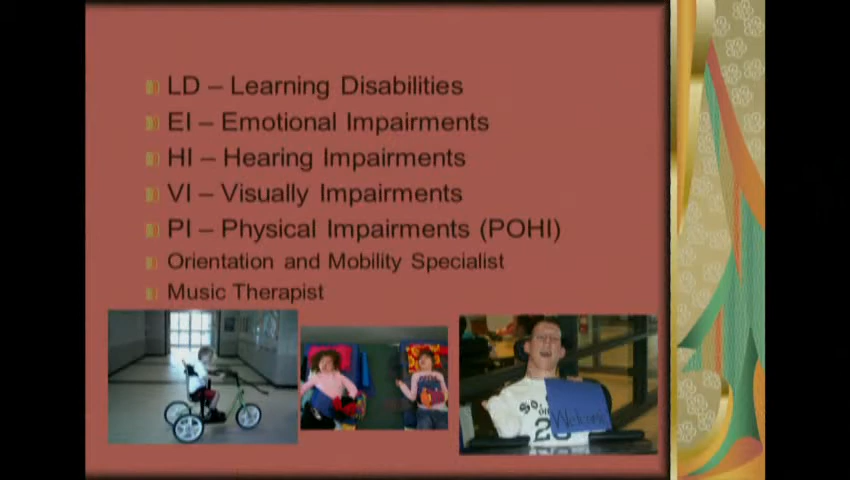 LD – Learning Disabilities
EI – Emotional Impairments
HI – Hearing Impairments
VI – Visually Impairments
PI – Physical Impairments (POHI)
Orientation and Mobility Specialist
Music Therapist
Welcome